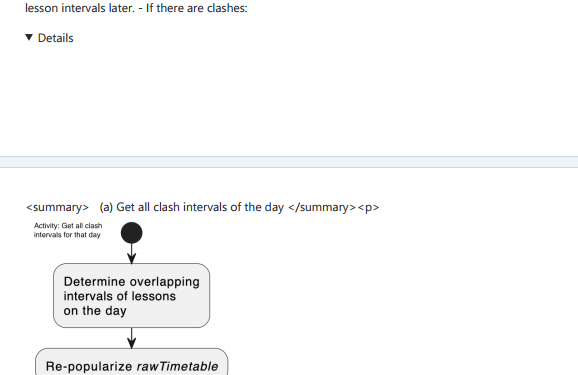 lesson intervals later. - If there are clashes:
▼ Details
<summary> (a) Get all clash intervals of the day </summary><p>
Activity: Get all clash
intervals for that day
Determine overlapping
intervals of lessons
on the day
Re-popularize rawTimetable